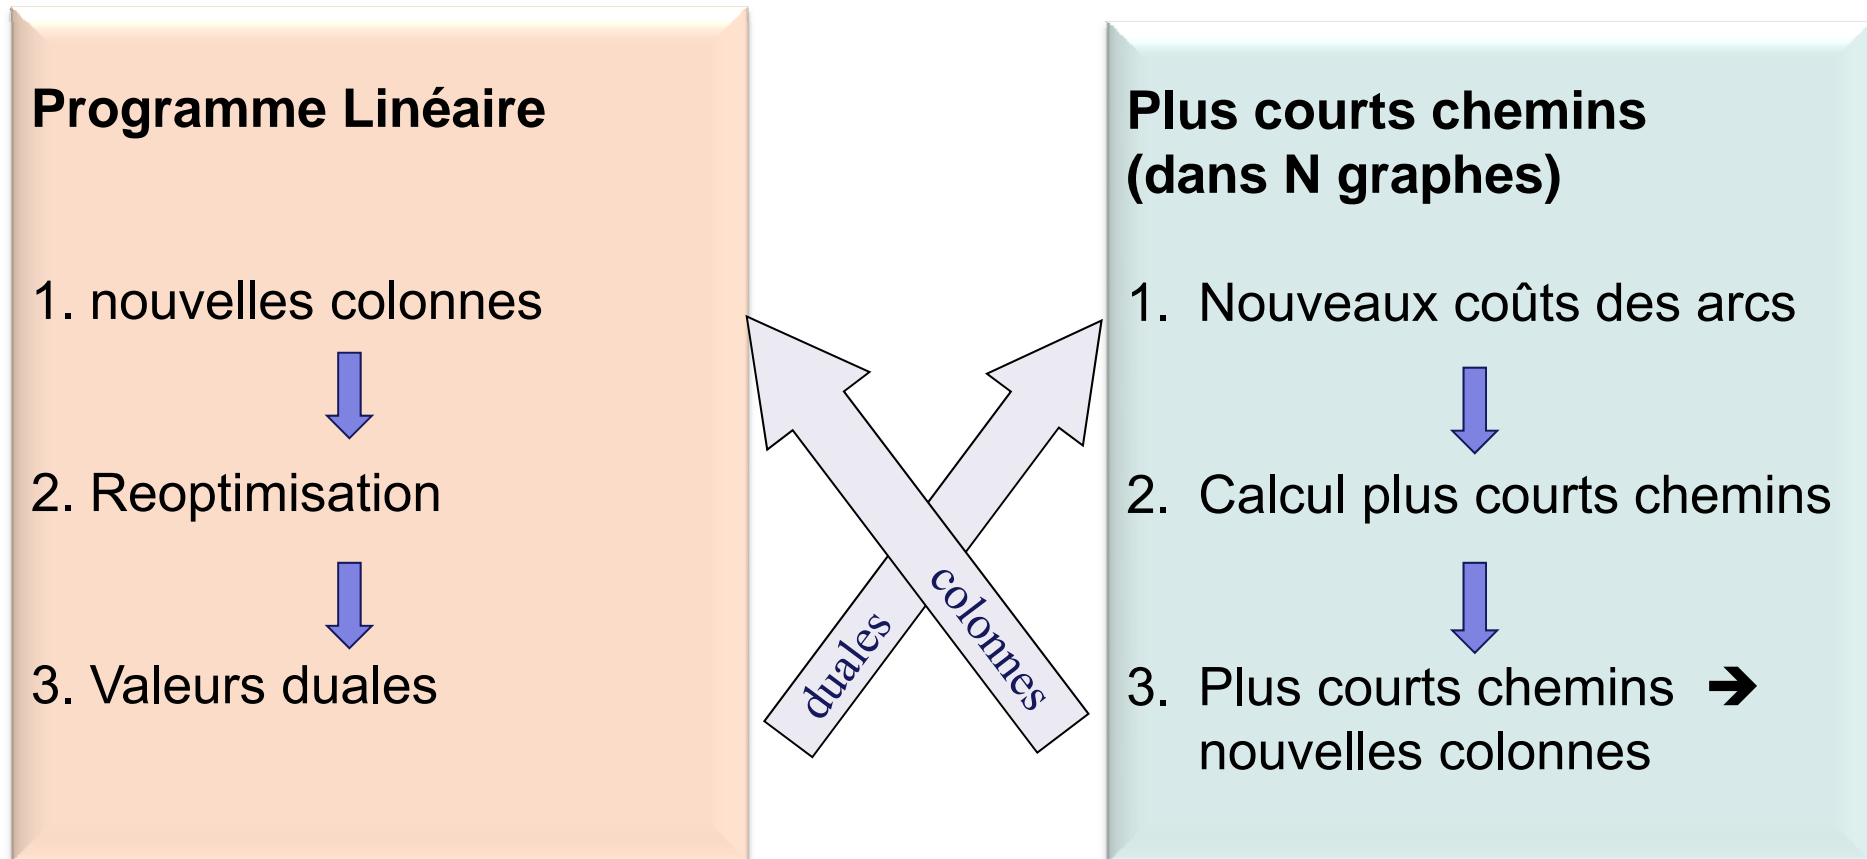 Programme Linéaire
1. nouvelles colonnes
2. Reoptimisation
3. Valeurs duales
duales
colonnes
Plus courts chemins
(dans N graphes)
1. Nouveaux coûts des arcs
2. Calcul plus courts chemins
3. Plus courts chemins ➔
nouvelles colonnes